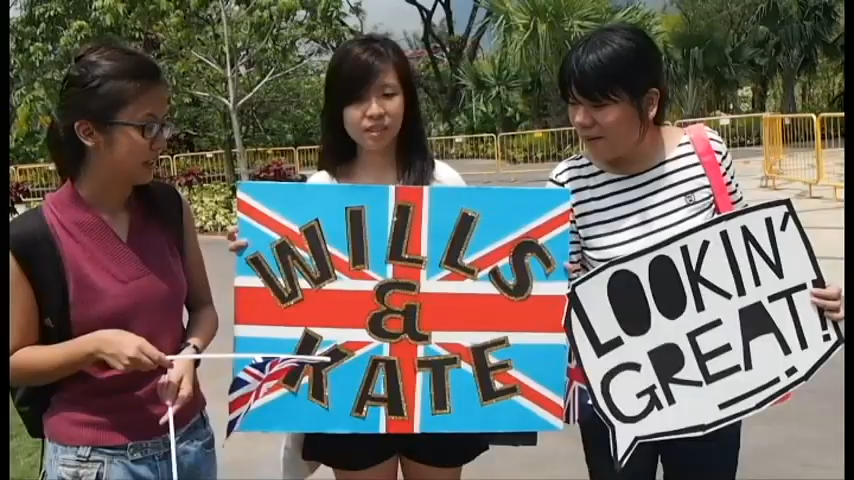 WILLS
&
KATE
LOOKIN'
GREAT!